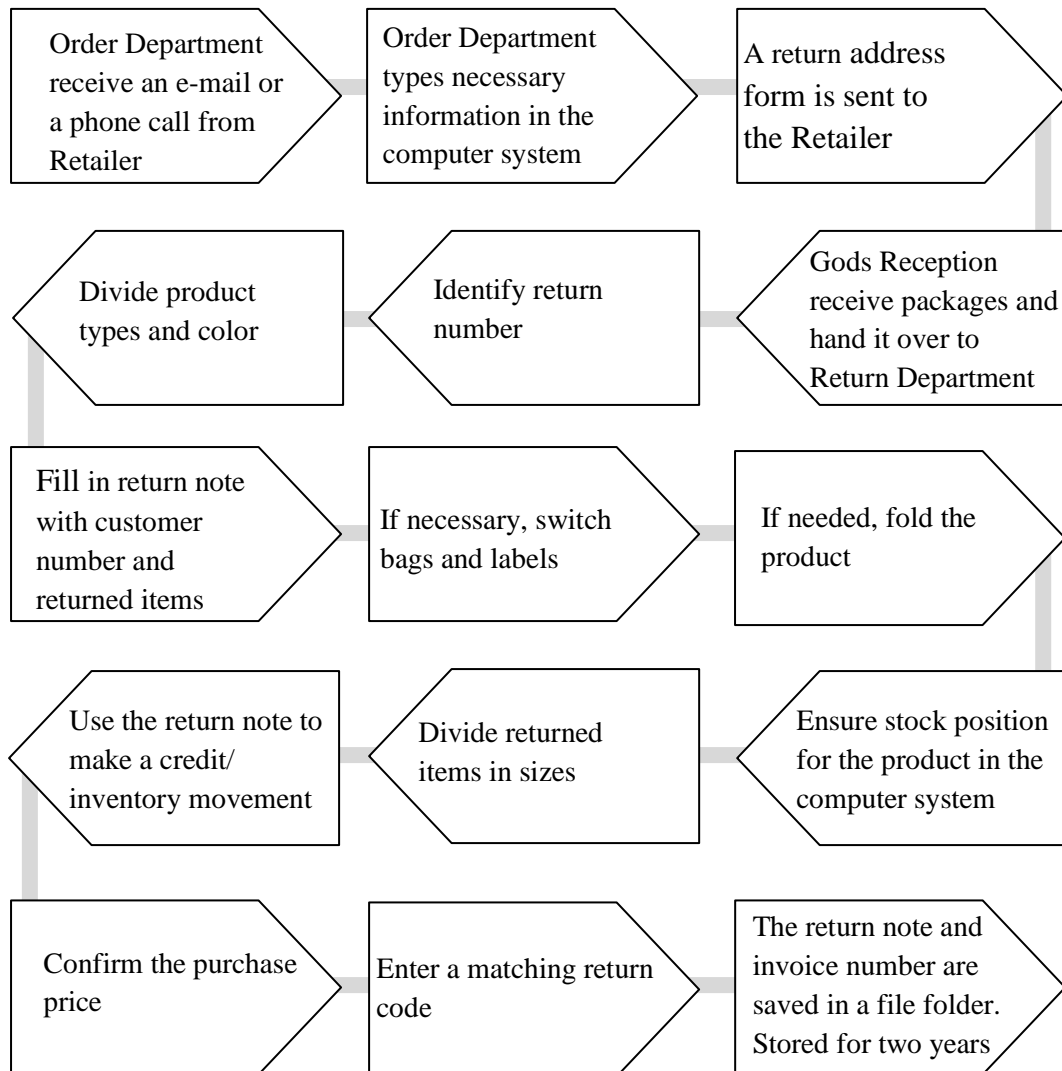 Order Department
receive an e-mail or
a phone call from
Retailer
Order Department
types necessary
information in the
computer system
A return address
form is sent to
the Retailer
Gods Reception
receive packages and
hand it over to
Return Department
Identify return
number
Divide product
types and color
Fill in return note
with customer
number and
returned items
If necessary, switch
bags and labels
If needed, fold the
product
Ensure stock position
for the product in the
computer system
Divide returned
items in sizes
Use the return note to
make a credit/
inventory movement
Confirm the purchase
price
Enter a matching return
code
The return note and
invoice number are
saved in a file folder.
Stored for two years